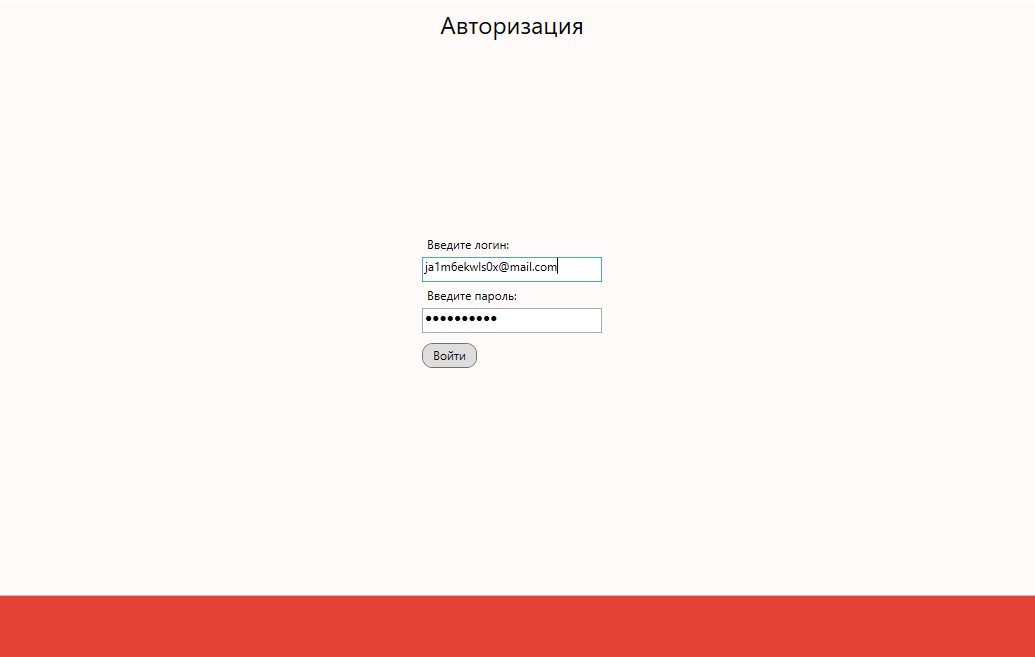 Авторизация
Введите логин:
ja1m6ekwls0x@mail.com
Введите пароль:
●●●●●●●●●●
Войти